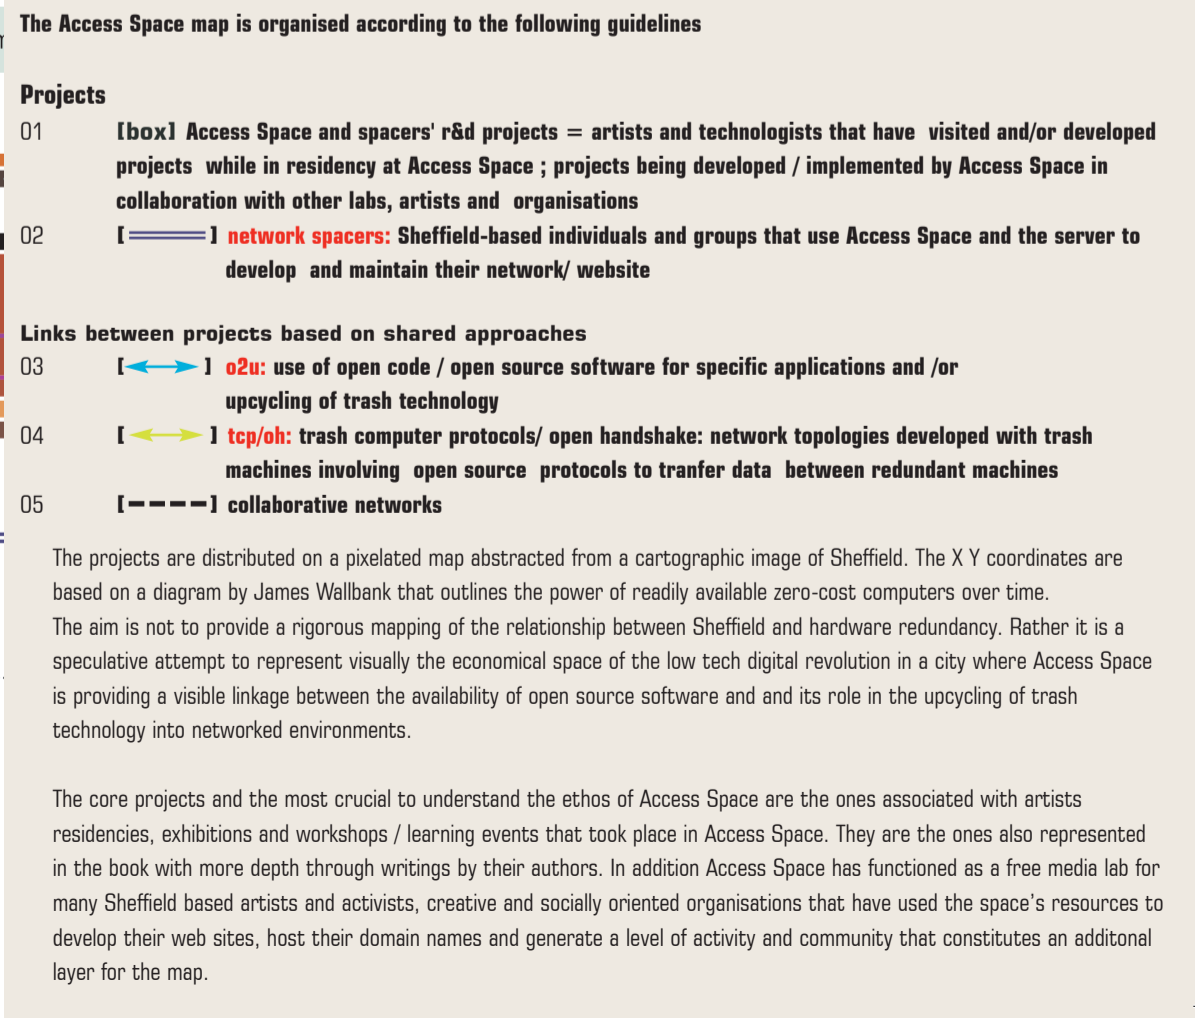 The Access Space map is organised according to the following guidelines
Projects
01 [box] Access Space and spacers' r&d projects = artists and technologists that have visited and/or developed
projects while in residency at Access Space ; projects being developed / implemented by Access Space in
collaboration with other labs, artists and organisations
02 [ ] network spacers: Sheffield-based individuals and groups that use Access Space and the server to
develop and maintain their network/ website
Links between projects based on shared approaches
03 [ ] o2u: use of open code / open source software for specific applications and /or
upcycling of trash technology
04 [ ] tcp/oh: trash computer protocols/ open handshake: network topologies developed with trash
machines involving open source protocols to tranfer data between redundant machines
05 [----] collaborative networks
The projects are distributed on a pixelated map abstracted from a cartographic image of Sheffield. The X Y coordinates are
based on a diagram by James Wallbank that outlines the power of readily available zero-cost computers over time.
The aim is not to provide a rigorous mapping of the relationship between Sheffield and hardware redundancy. Rather it is a
speculative attempt to represent visually the economical space of the low tech digital revolution in a city where Access Space
is providing a visible linkage between the availability of open source software and and its role in the upcycling of trash
technology into networked environments.
The core projects and the most crucial to understand the ethos of Access Space are the ones associated with artists
residencies, exhibitions and workshops / learning events that took place in Access Space. They are the ones also represented
in the book with more depth through writings by their authors. In addition Access Space has functioned as a free media lab for
many Sheffield based artists and activists, creative and socially oriented organisations that have used the space's resources to
develop their web sites, host their domain names and generate a level of activity and community that constitutes an additonal
layer for the map.